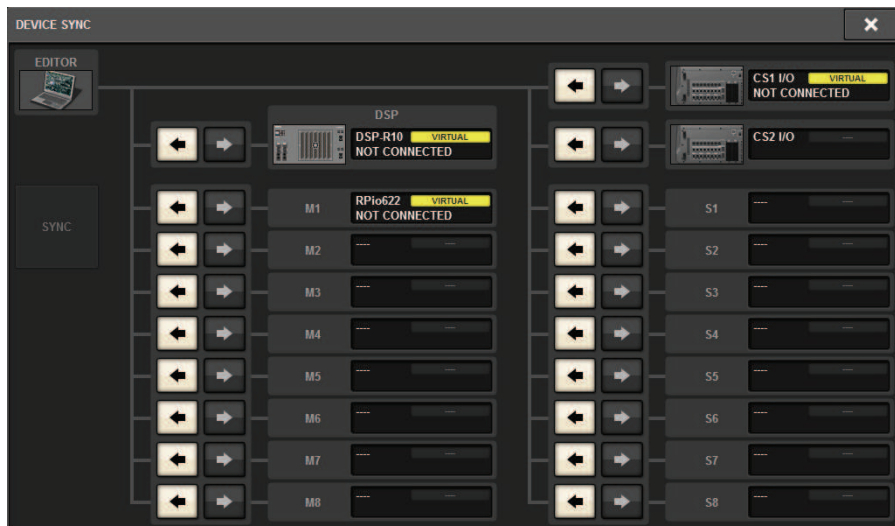 DEVICE SYNC
×
EDITOR
SYNC
DSP
DSP-R10 VIRTUAL
NOT CONNECTED
M1 RPio622 VIRTUAL
NOT CONNECTED
M2 ---- ---
M3 ---- ---
M4 ---- ---
M5 ---- ---
M6 ---- ---
M7 ---- ---
M8 ---- ---
CS1 I/O VIRTUAL
NOT CONNECTED
CS2 I/O ---
S1 ---- ---
S2 ---- ---
S3 ---- ---
S4 ---- ---
S5 ---- ---
S6 ---- ---
S7 ---- ---
S8 ---- ---